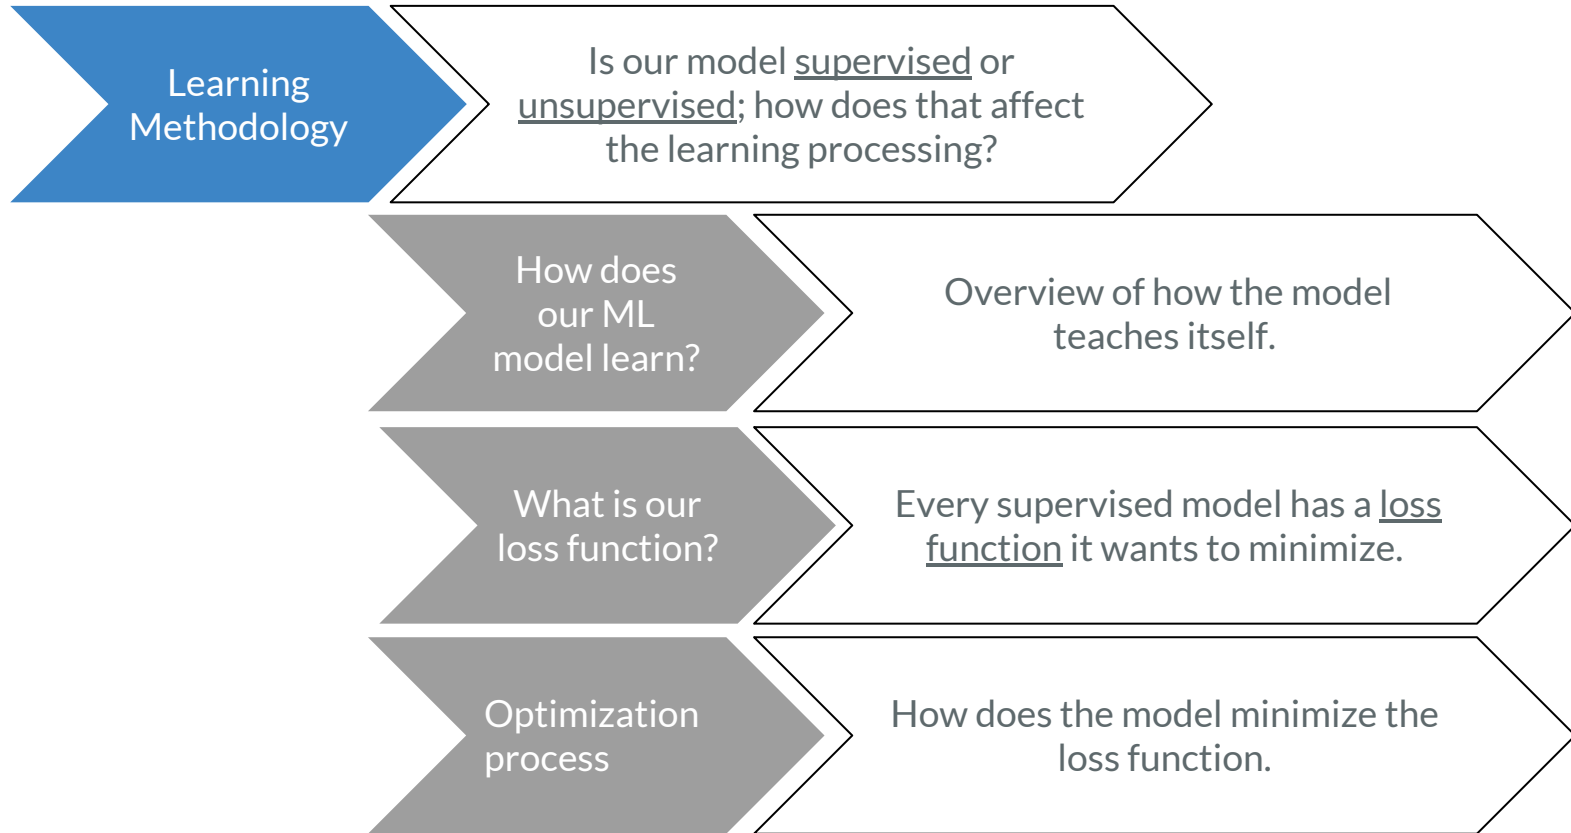 Learning
Methodology
Is our model supervised or
unsupervised; how does that affect
the learning processing?
How does
our ML
model learn?
Overview of how the model
teaches itself.
What is our
loss function?
Every supervised model has a loss
function it wants to minimize.
Optimization
process
How does the model minimize the
loss function.